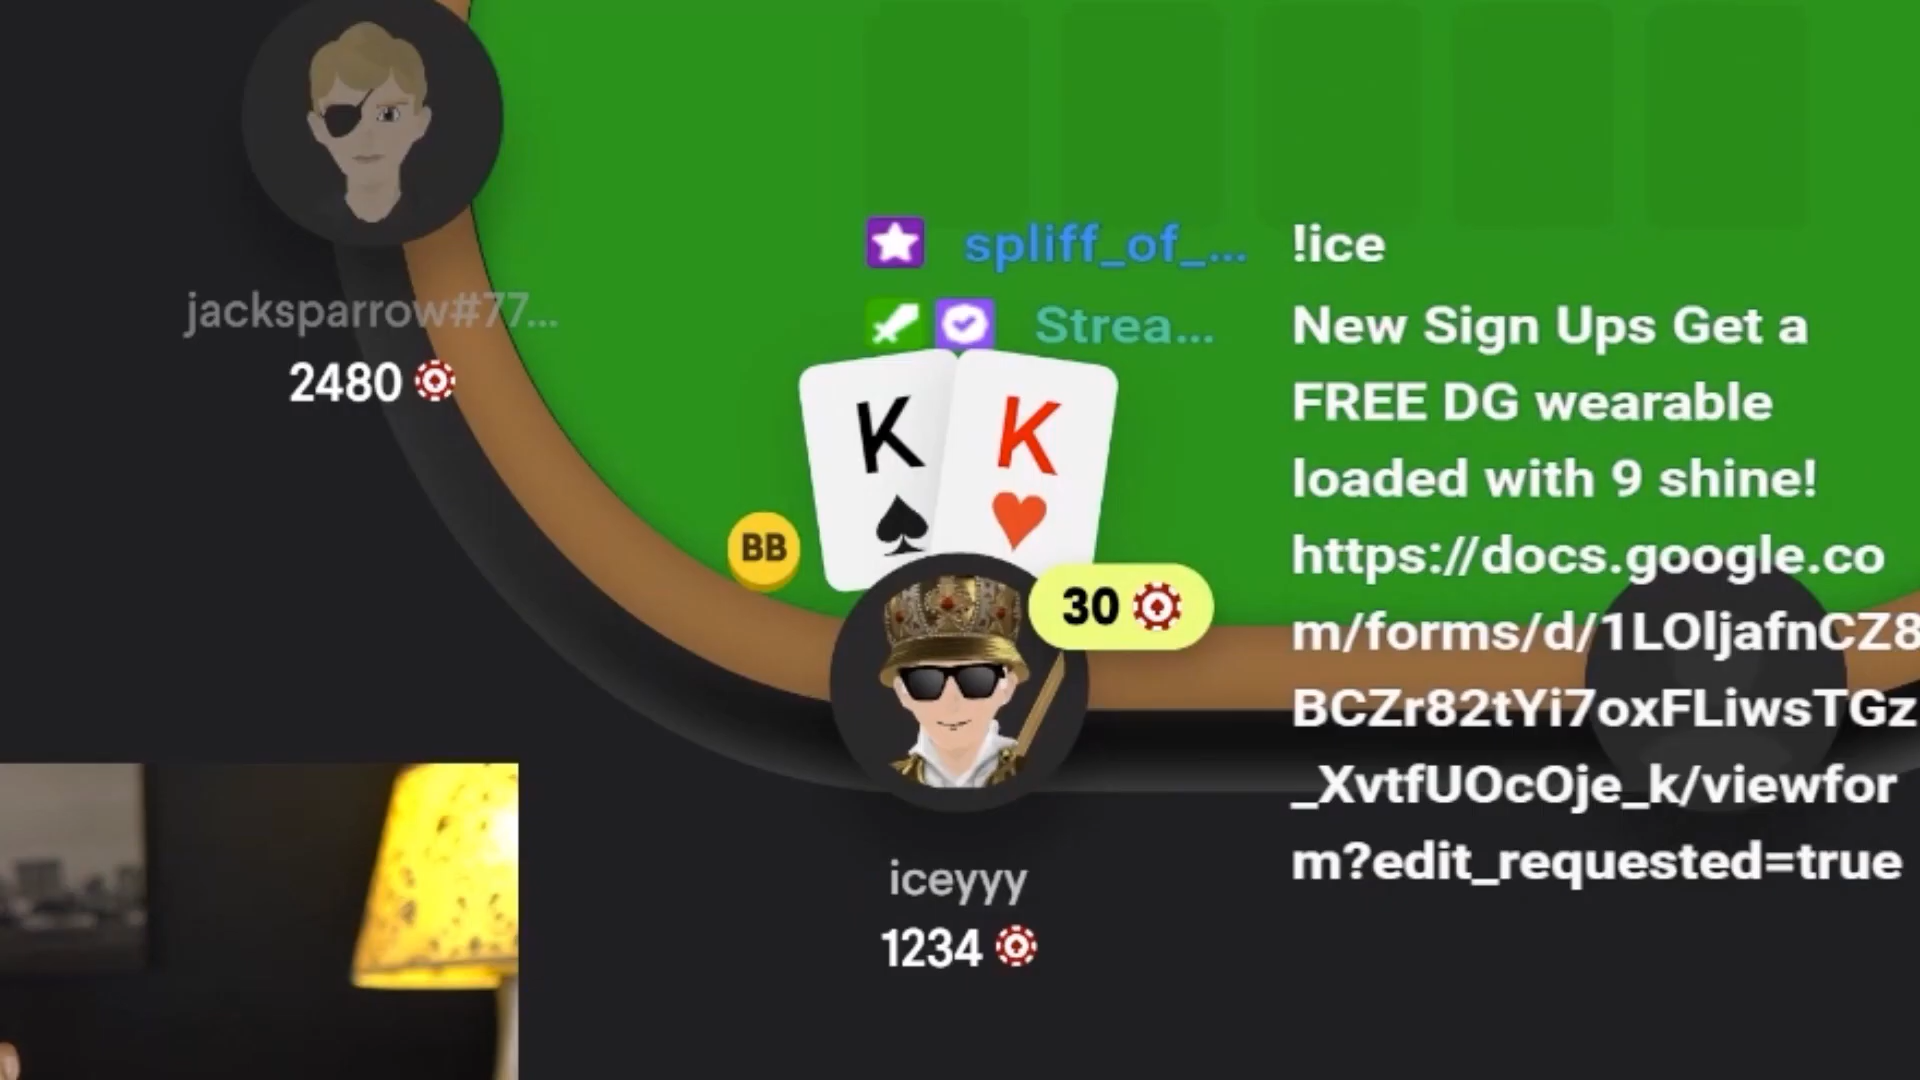 jacksparrow#77...
2480
spliff_of_... !ice
Strea... New Sign Ups Get a
FREE DG wearable
loaded with 9 shine!
https://docs.google.co
m/forms/d/1LOljafnCZ8
BCZr82tYi7oxFLiwsTGz
_XvtfUOcOje_k/viewfor
m?edit_requested=true
K K
BB
30
iceyyy
1234